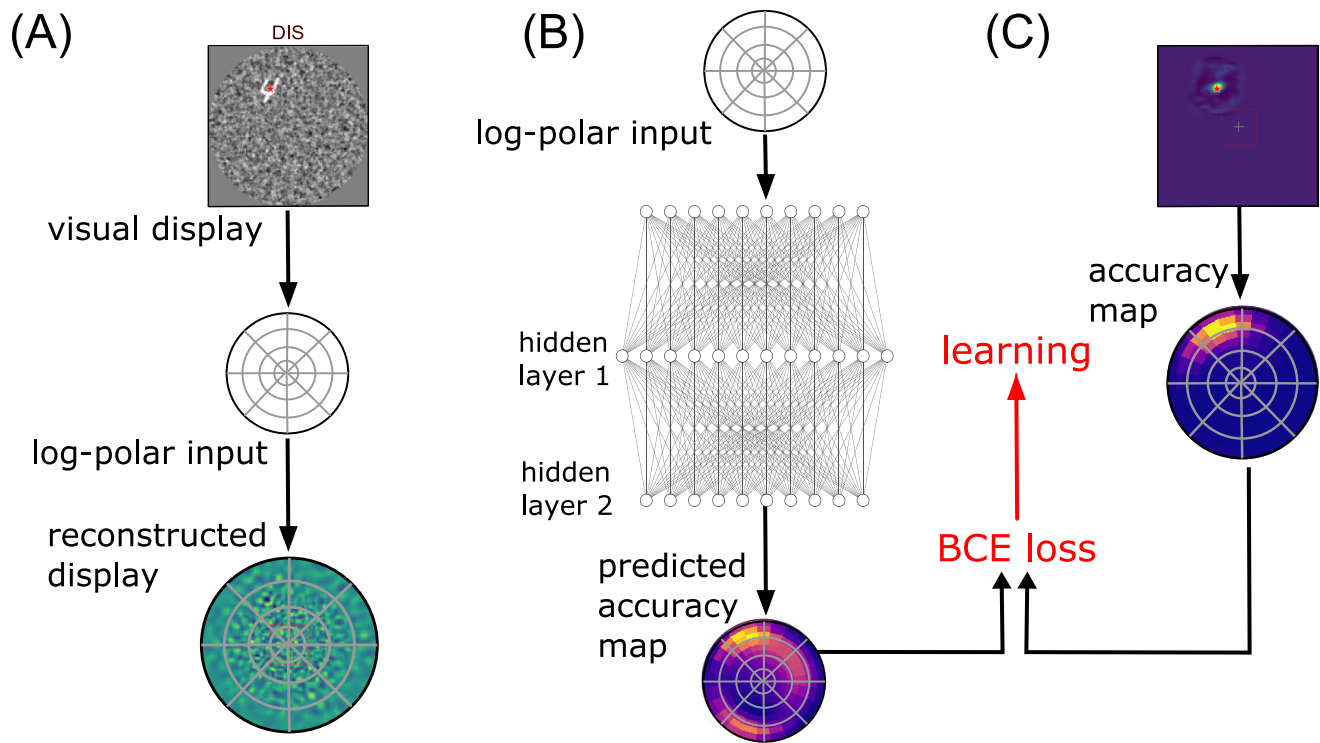 (A)
DIS
visual display
log-polar input
reconstructed
display
(B)
log-polar input
hidden
layer 1
hidden
layer 2
predicted
accuracy
map
(C)
accuracy
map
learning
BCE loss